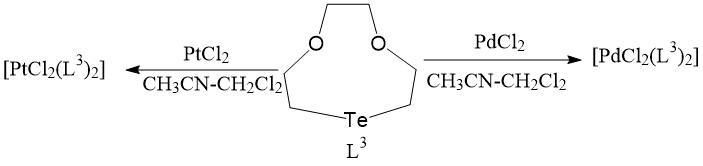 [PtCl2(L³)2]
PtCl2
CH3CN-CH2Cl2
O
O
Te
L³
PdCl2
CH3CN-CH2Cl2
[PdCl2(L³)2]